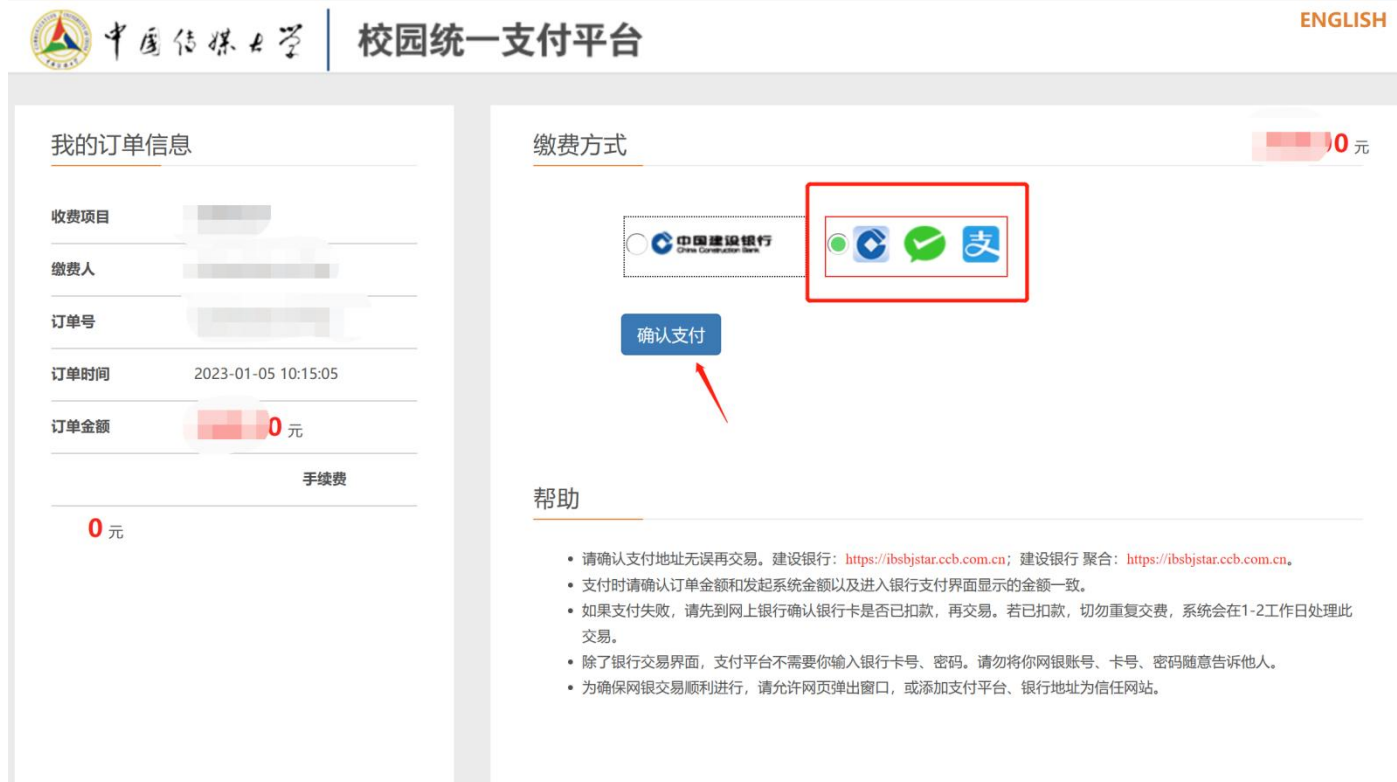 中国传媒大学
校园统一支付平台
ENGLISH
我的订单信息
收费项目
缴费人
订单号
订单时间 2023-01-05 10:15:05
订单金额 0 元
手续费
0 元
缴费方式
0 元
中国建设银行
China Construction Bank
支
确认支付
帮助
• 请确认支付地址无误再交易。建设银行：https://ibsbjstar.ccb.com.cn；建设银行 聚合：https://ibsbjstar.ccb.com.cn。
• 支付时请确认订单金额和发起系统金额以及进入银行支付界面显示的金额一致。
• 如果支付失败，请先到网上银行确认银行卡是否已扣款，再交易。若已扣款，切勿重复交费，系统会在1-2工作日处理此
交易。
• 除了银行交易界面，支付平台不需要你输入银行卡号、密码。请勿将你网银账号、卡号、密码随意告诉他人。
• 为确保网银交易顺利进行，请允许网页弹出窗口，或添加支付平台、银行地址为信任网站。